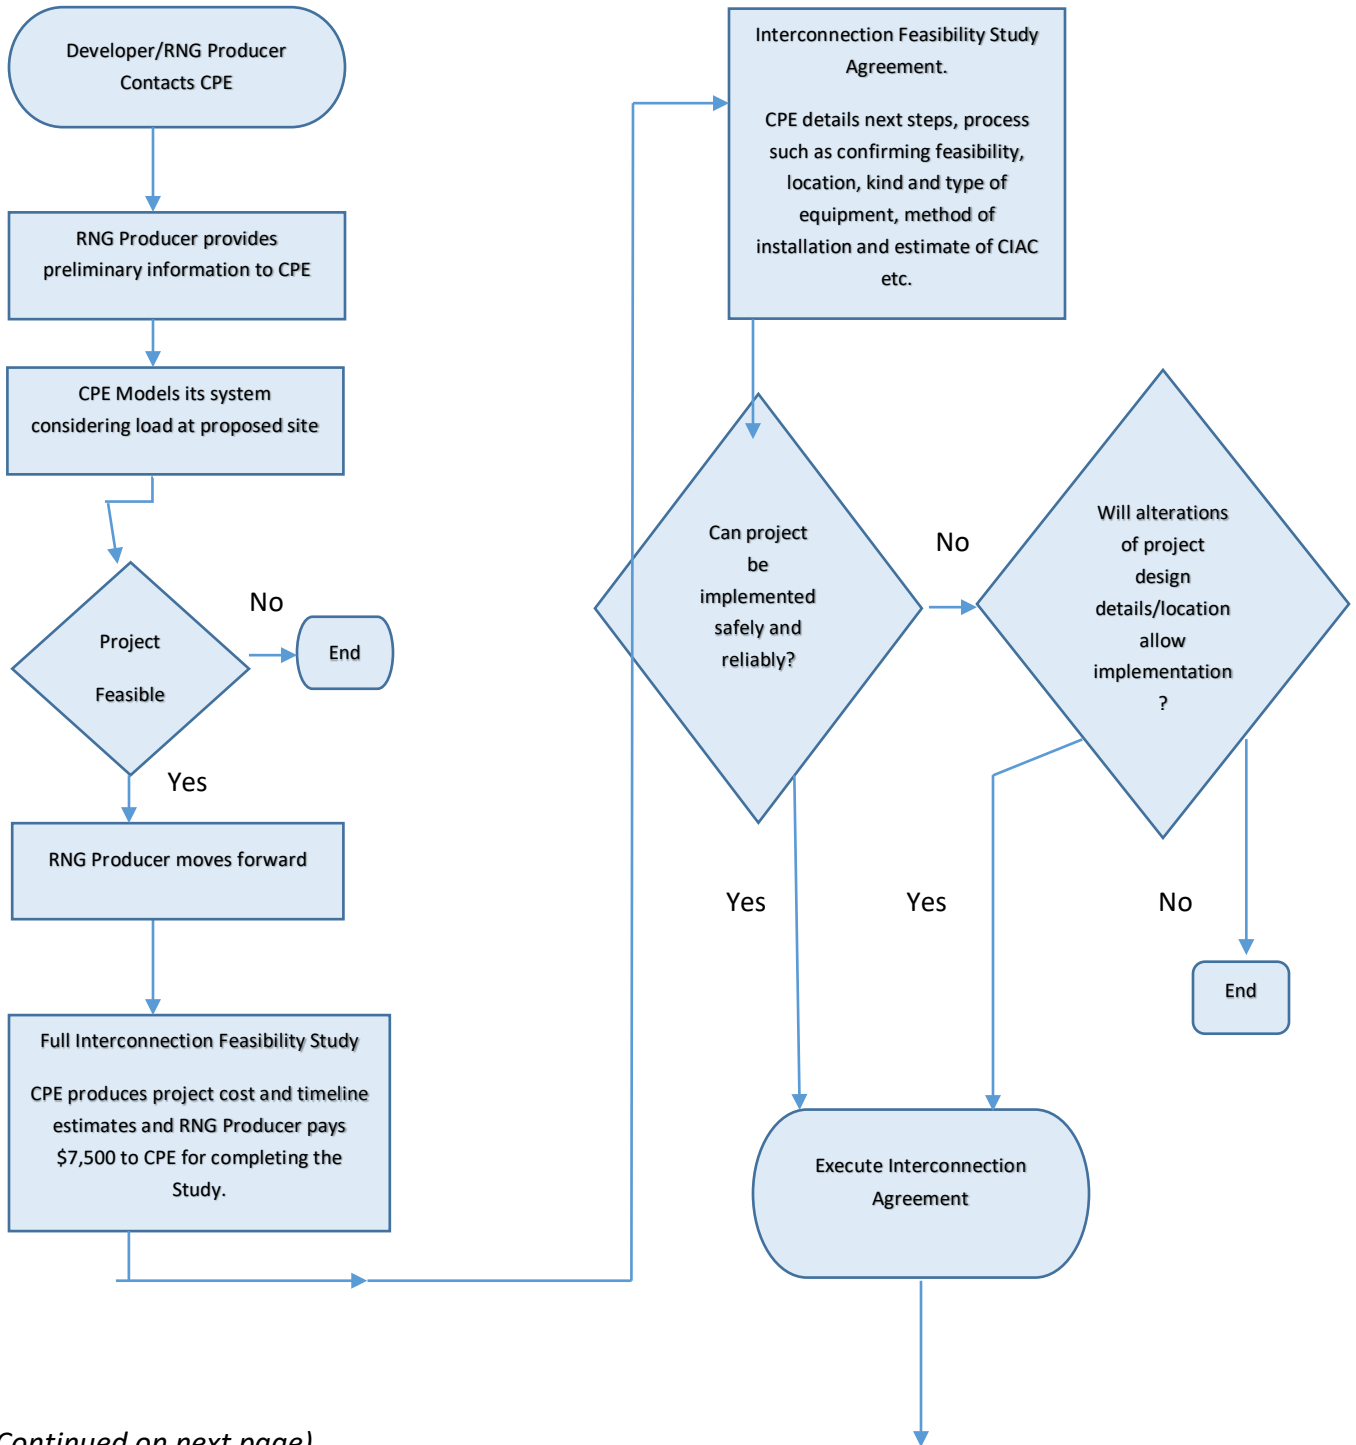 Developer/RNG Producer
Contacts CPE
RNG Producer provides
preliminary information to CPE
CPE Models its system
considering load at proposed site
Project
Feasible
No
End
Yes
RNG Producer moves forward
Full Interconnection Feasibility Study
CPE produces project cost and timeline
estimates and RNG Producer pays
$7,500 to CPE for completing the
Study.
Interconnection Feasibility Study
Agreement.
CPE details next steps, process
such as confirming feasibility,
location, kind and type of
equipment, method of
installation and estimate of CIAC
etc.
Can project
be
implemented
safely and
reliably?
No
Will alterations
of project
design
details/location
allow
implementation
?
Yes
Yes
No
End
Execute Interconnection
Agreement
Continued on next page)